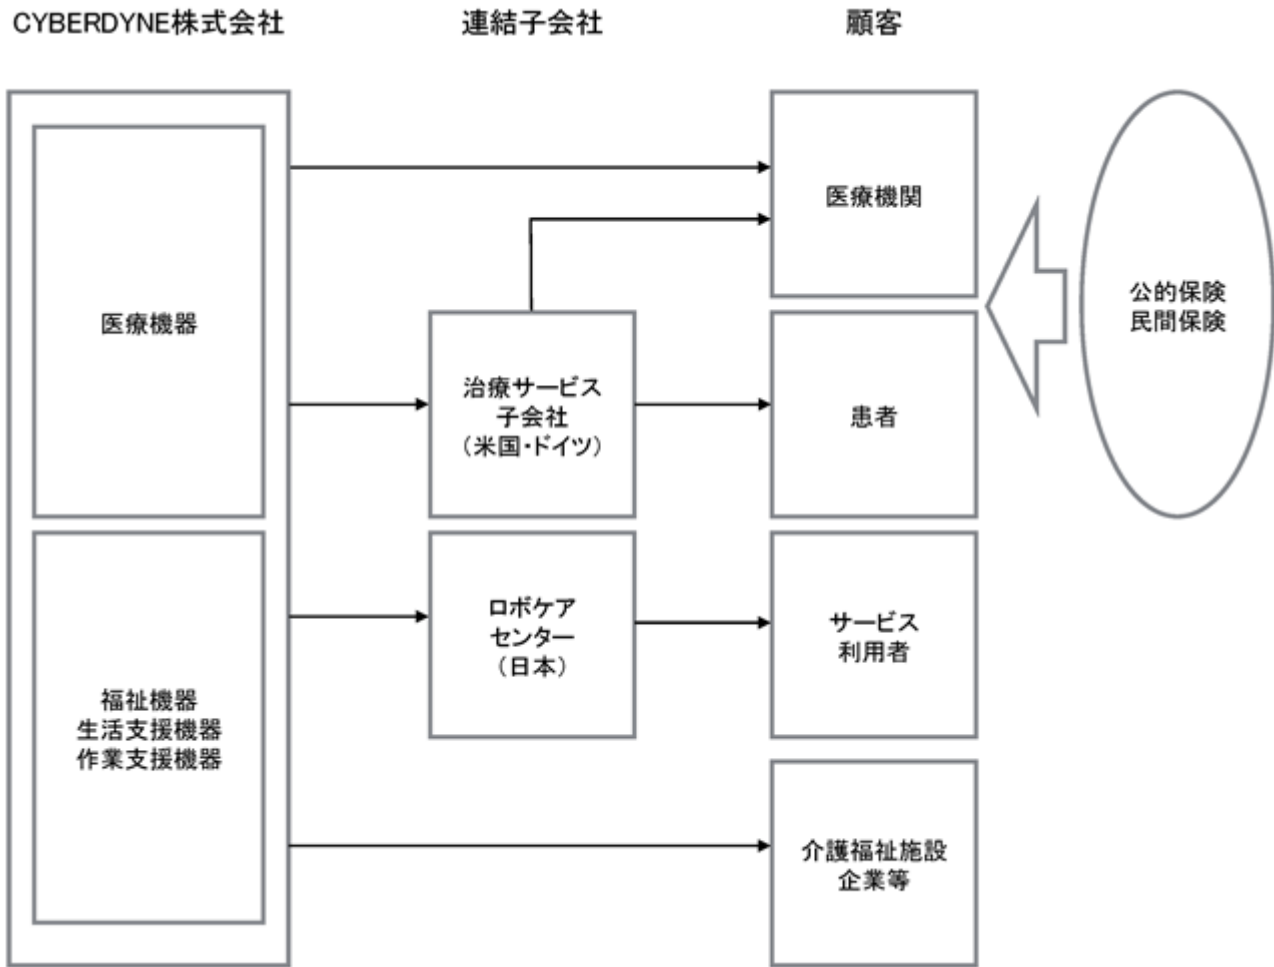 CYBERDYNE株式会社
連結子会社
顧客
医療機器
福祉機器
生活支援機器
作業支援機器
治療サービス
子会社
（米国・ドイツ）
ロボケア
センター
（日本）
医療機関
患者
サービス
利用者
介護福祉施設
企業等
公的保険
民間保険